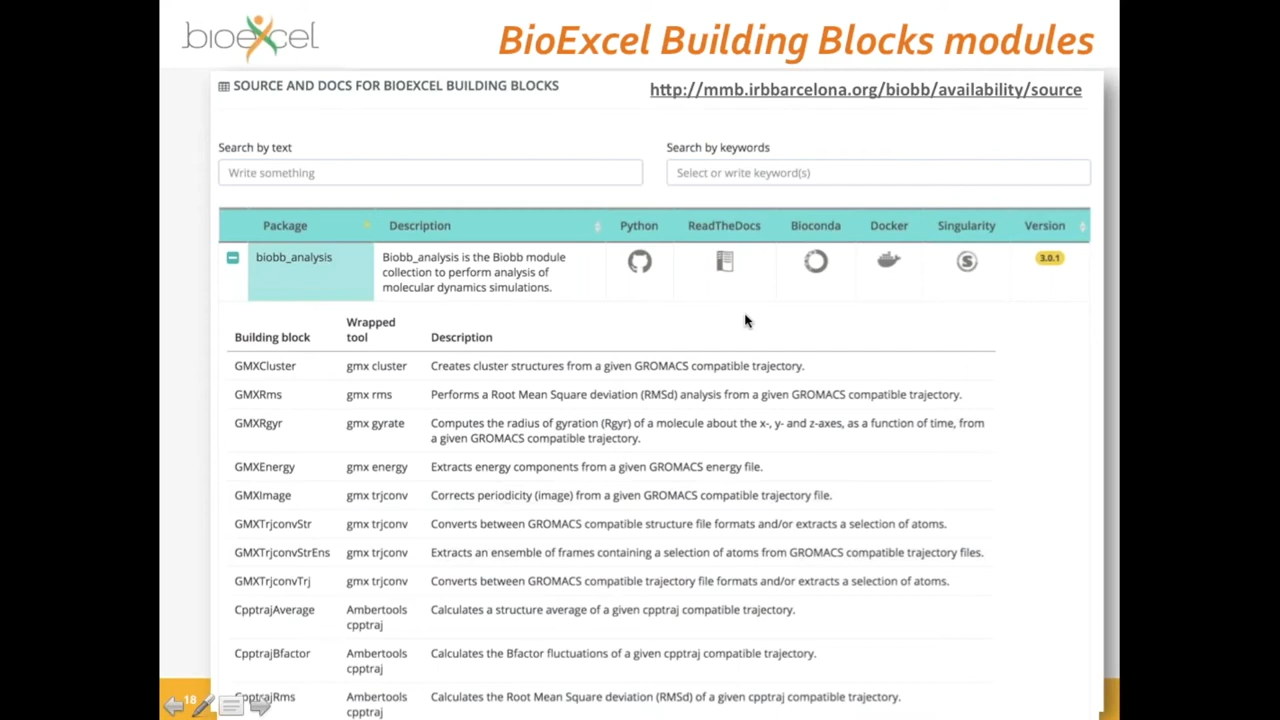 bioexcel
BioExcel Building Blocks modules
SOURCE AND DOCS FOR BIOEXCEL BUILDING BLOCKS
http://mmb.irbbarcelona.org/biobb/availability/source
Search by text
Search by keywords
Write something
Select or write keyword(s)
Package Description Python ReadTheDocs Bioconda Docker Singularity Version
biobb_analysis
Biobb_analysis is the Biobb module
collection to perform analysis of
molecular dynamics simulations.
S
3.0.1
Building block
Wrapped
tool
Description
GMXCluster gmx cluster Creates cluster structures from a given GROMACS compatible trajectory.
GMXRms gmx rms Performs a Root Mean Square deviation (RMSd) analysis from a given GROMACS compatible trajectory.
GMXRgyr gmx gyrate Computes the radius of gyration (Rgyr) of a molecule about the x-, y- and z-axes, as a function of time, from
a given GROMACS compatible trajectory.
GMXEnergy gmx energy Extracts energy components from a given GROMACS energy file.
GMXImage gmx trjconv Corrects periodicity (image) from a given GROMACS compatible trajectory file.
GMXTrjconvStr gmx trjconv Converts between GROMACS compatible structure file formats and/or extracts a selection of atoms.
GMXTrjconvStrEns gmx trjconv Extracts an ensemble of frames containing a selection of atoms from GROMACS compatible trajectory files.
GMXTrjconvTrj gmx trjconv Converts between GROMACS compatible trajectory file formats and/or extracts a selection of atoms.
CpptrajAverage Ambertools Calculates a structure average of a given cpptraj compatible trajectory.
cpptraj
CpptrajBfactor Ambertools Calculates the Bfactor fluctuations of a given cpptraj compatible trajectory.
cpptraj
CpptrajRms Ambertools Calculates the Root Mean Square deviation (RMSd) of a given cpptraj compatible trajectory.
cpptraj
18